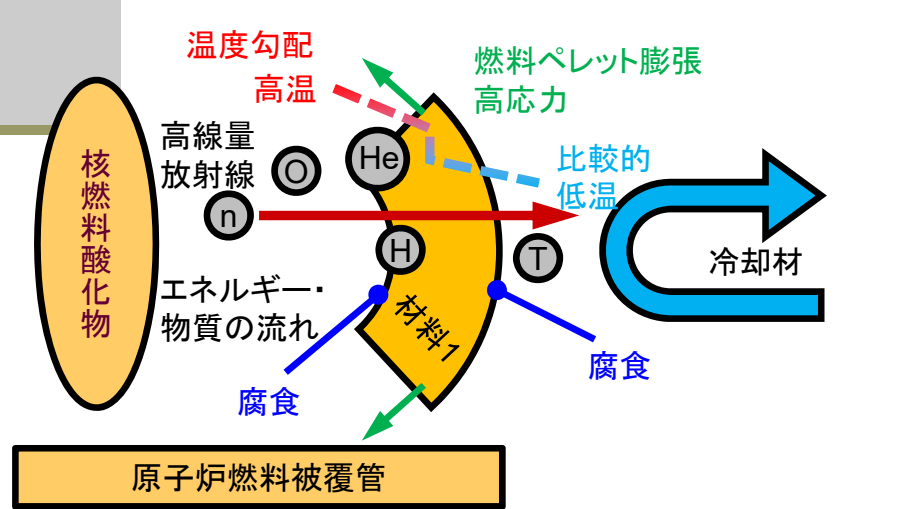 温度勾配
高温
燃料ペレット膨張
高応力
高線量
放射線
核燃料酸化物
O
He
n
比較的
低温
H
T
冷却材
エネルギー・
物質の流れ
材料1
腐食
腐食
原子炉燃料被覆管